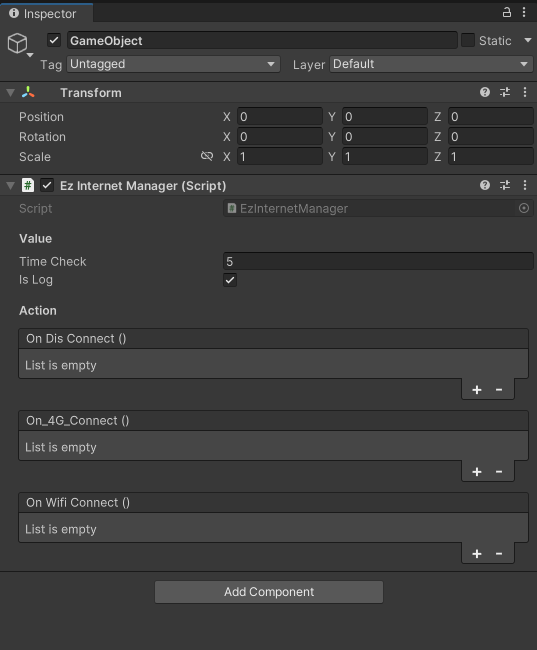 Inspector
GameObject
Static
Tag Untagged Layer Default
Transform
Position X 0 Y 0 Z 0
Rotation X 0 Y 0 Z 0
Scale X 1 Y 1 Z 1
# Ez Internet Manager (Script)
Script # EzInternetManager
Value
Time Check 5
Is Log
Action
On Dis Connect ()
List is empty
+ -
On_4G_Connect ()
List is empty
+ -
On Wifi Connect ()
List is empty
+ -
Add Component